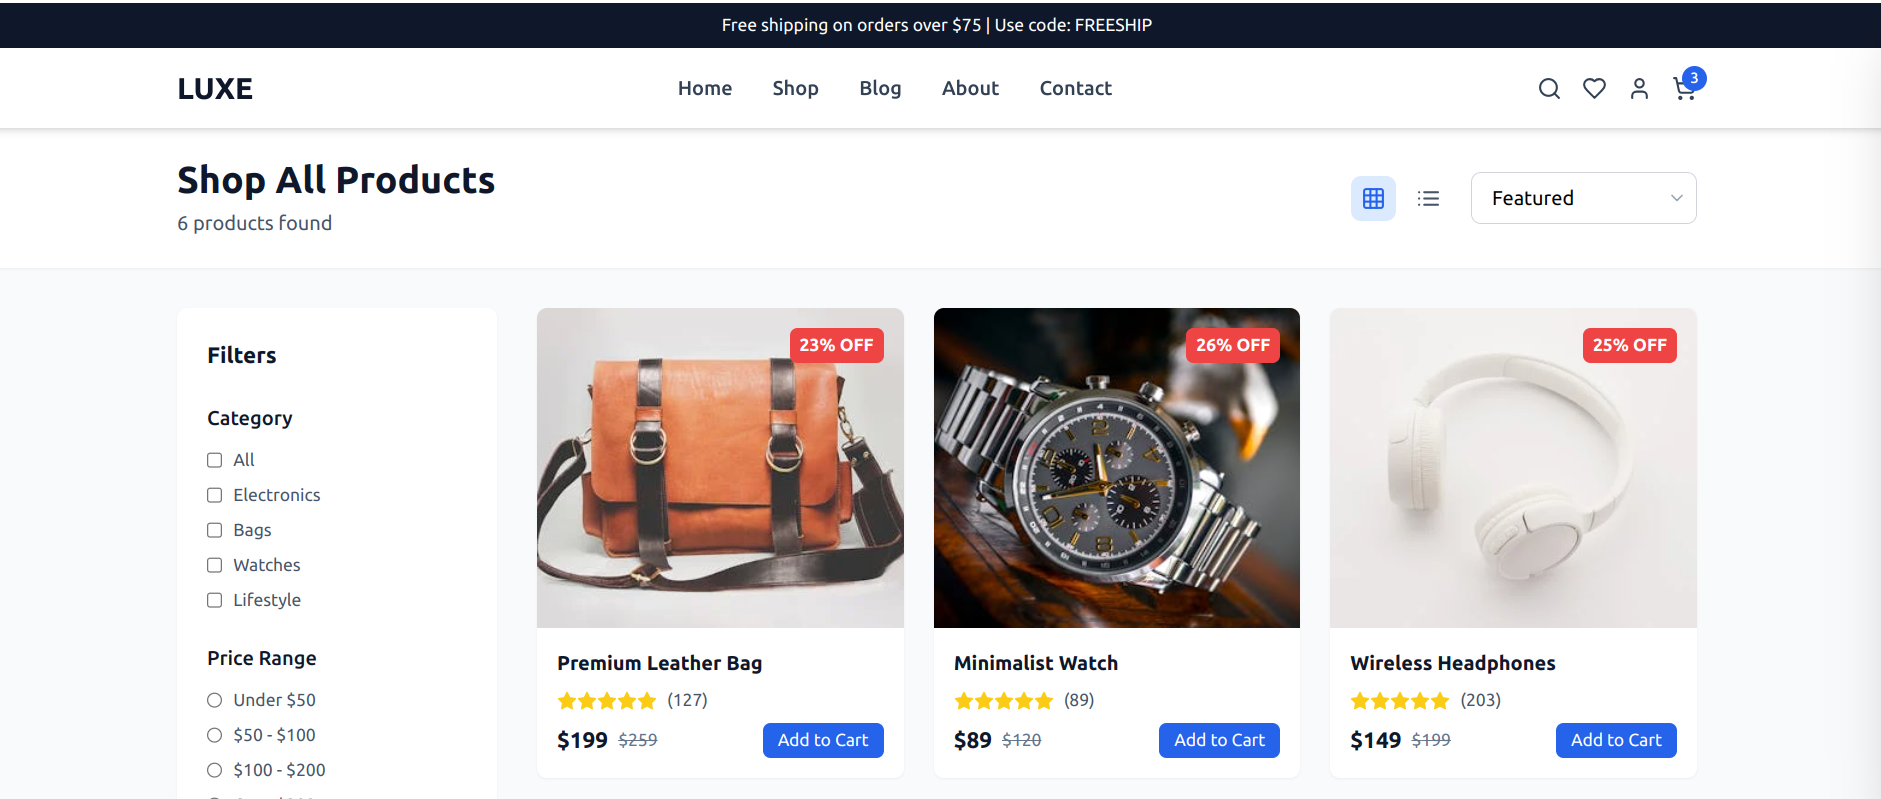 Free shipping on orders over $75 | Use code: FREESHIP
LUXE
Home Shop Blog About Contact
3
Shop All Products
6 products found
Featured
Filters
Category
All
Electronics
Bags
Watches
Lifestyle
Price Range
Under $50
$50 - $100
$100 - $200
23% OFF
Premium Leather Bag
(127)
$199 $259 Add to Cart
26% OFF
Minimalist Watch
(89)
$89 $120 Add to Cart
25% OFF
Wireless Headphones
(203)
$149 $199 Add to Cart